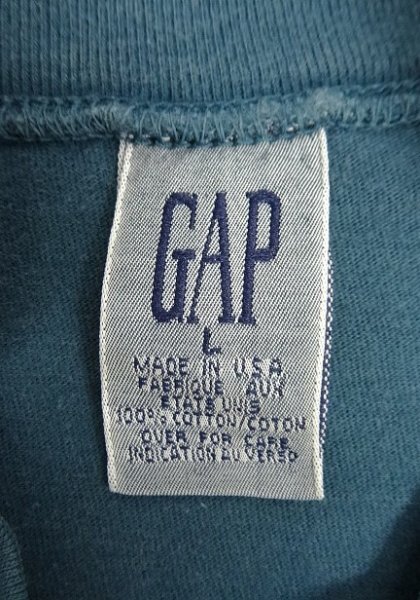 GAP
L
MADE IN U.S.A
FABRIQUE AUX
ETATS UNIS
100% COTTON/COTON
OVER FOR CARE
INDICATION AU VERSO